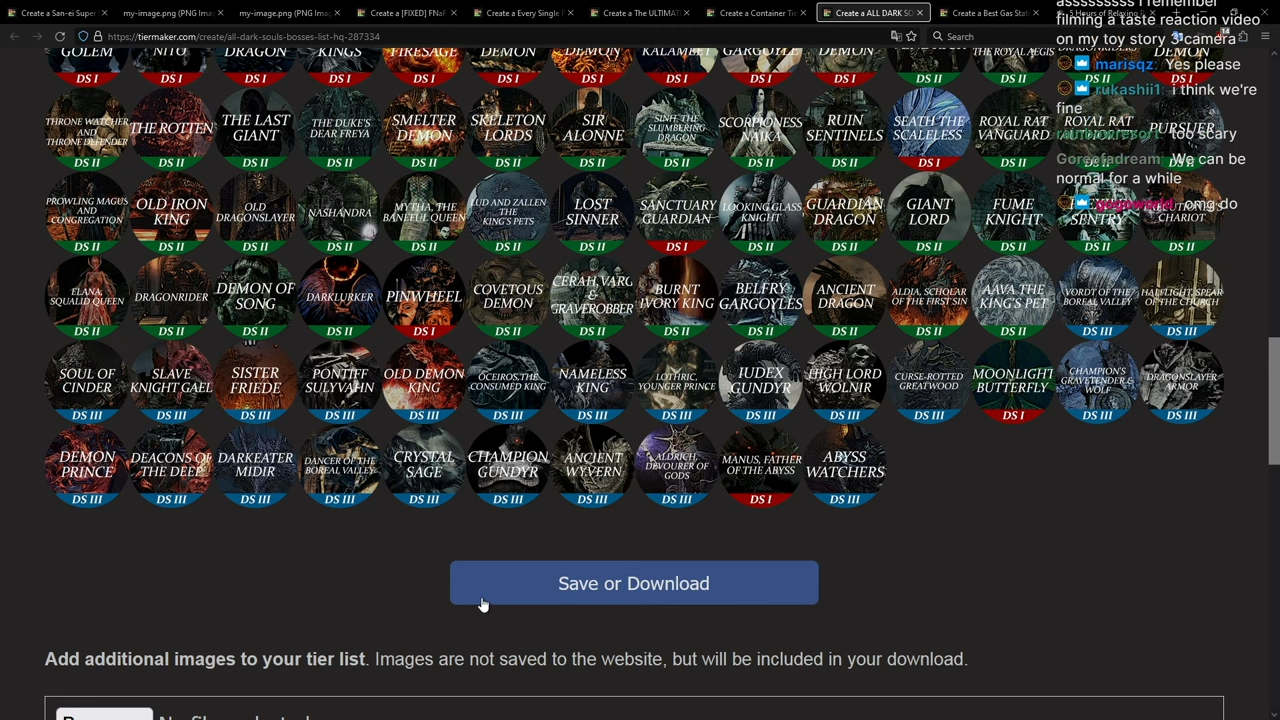 Create a San-ei Super
my-image.png (PNG Ima
my-image.png (PNG Imag
Create a [FIXED] FNaF
Create a Every Single F
Create a The ULTIMAT
Create a Container Tie
Create a ALL DARK SO
Create a Best Gas Stat
5 Hours of Relaxing
https://tiermaker.com/create/all-dark-souls-bosses-list-hq-287334
Search
14
assssssssss i remember
filming a taste reaction video
on my toy story 3 camera
marisqz: Yes please
rukashii1: i think we're
fine
too scary
Goreofadream: We can be
normal for a while
omg do
GOLEM
DS I
NITO
DS I
DRAGON
DS I
KINGS
DS I
FIRESAGE
DS I
DEMON
DS I
DEMON
DS I
KALAMEET
DS I
GARGOYLE
DS I
DEMON
DS I
DS II
THE ROYAL AEGIS
DS II
DS II
DEMON
DS I
THRONE WATCHER
AND
THRONE DEFENDER
DS II
THE ROTTEN
DS II
THE LAST
GIANT
DS II
THE DUKE'S
DEAR FREYA
DS II
SMELTER
DEMON
DS II
SKELETON
LORDS
DS II
SIR
ALONNE
DS II
SINH, THE
SLUMBERING
DRAGON
DS II
SCORPIONESS
NAJKA
DS II
RUIN
SENTINELS
DS II
SEATH THE
SCALELESS
DS I
ROYAL RAT
VANGUARD
DS II
ROYAL RAT
DS II
PURSUER
DS II
PROWLING MAGUS
AND
CONGREGATION
DS II
OLD IRON
KING
DS II
OLD
DRAGONSLAYER
DS II
NASHANDRA
DS II
MYTHA, THE
BANEFUL QUEEN
DS II
LUD AND ZALLEN
THE
KING'S PETS
DS II
LOST
SINNER
DS II
SANCTUARY
GUARDIAN
DS I
LOOKING GLASS
KNIGHT
DS II
GUARDIAN
DRAGON
DS II
GIANT
LORD
DS II
FUME
KNIGHT
DS II
SENTRY
DS II
CHARIOT
DS II
ELANA,
SQUALID QUEEN
DS II
DRAGONRIDER
DS II
DEMON OF
SONG
DS II
DARKLURKER
DS II
PINWHEEL
DS I
COVETOUS
DEMON
DS II
CERAH, VARG
&
GRAVEROBBER
DS II
BURNT
IVORY KING
DS II
BELFRY
GARGOYLES
DS II
ANCIENT
DRAGON
DS II
ALDIA, SCHOLAR
OF THE FIRST SIN
DS II
AAVA THE
KING'S PET
DS II
VORDT OF THE
BOREAL VALLEY
DS III
HALFLIGHT, SPEAR
OF THE CHURCH
DS III
SOUL OF
CINDER
DS III
SLAVE
KNIGHT GAEL
DS III
SISTER
FRIEDE
DS III
PONTIFF
SULYVAHN
DS III
OLD DEMON
KING
DS III
OCEIROS,THE
CONSUMED KING
DS III
NAMELESS
KING
DS III
LOTHRIC,
YOUNGER PRINCE
DS III
IUDEX
GUNDYR
DS III
HIGH LORD
WOLNIR
DS III
CURSE-ROTTED
GREATWOOD
DS III
MOONLIGHT
BUTTERFLY
DS I
CHAMPION'S
GRAVETENDER &
WOLF
DS III
DRAGONSLAYER
ARMOR
DS III
DEMON
PRINCE
DS III
DEACONS OF
THE DEEP
DS III
DARKEATER
MIDIR
DS III
DANCER OF THE
BOREAL VALLEY
DS III
CRYSTAL
SAGE
DS III
CHAMPION
GUNDYR
DS III
ANCIENT
WYVERN
DS III
ALDRICH,
DEVOURER OF
GODS
DS III
MANUS, FATHER
OF THE ABYSS
DS I
ABYSS
WATCHERS
DS III
Save or Download
Add additional images to your tier list. Images are not saved to the website, but will be included in your download.